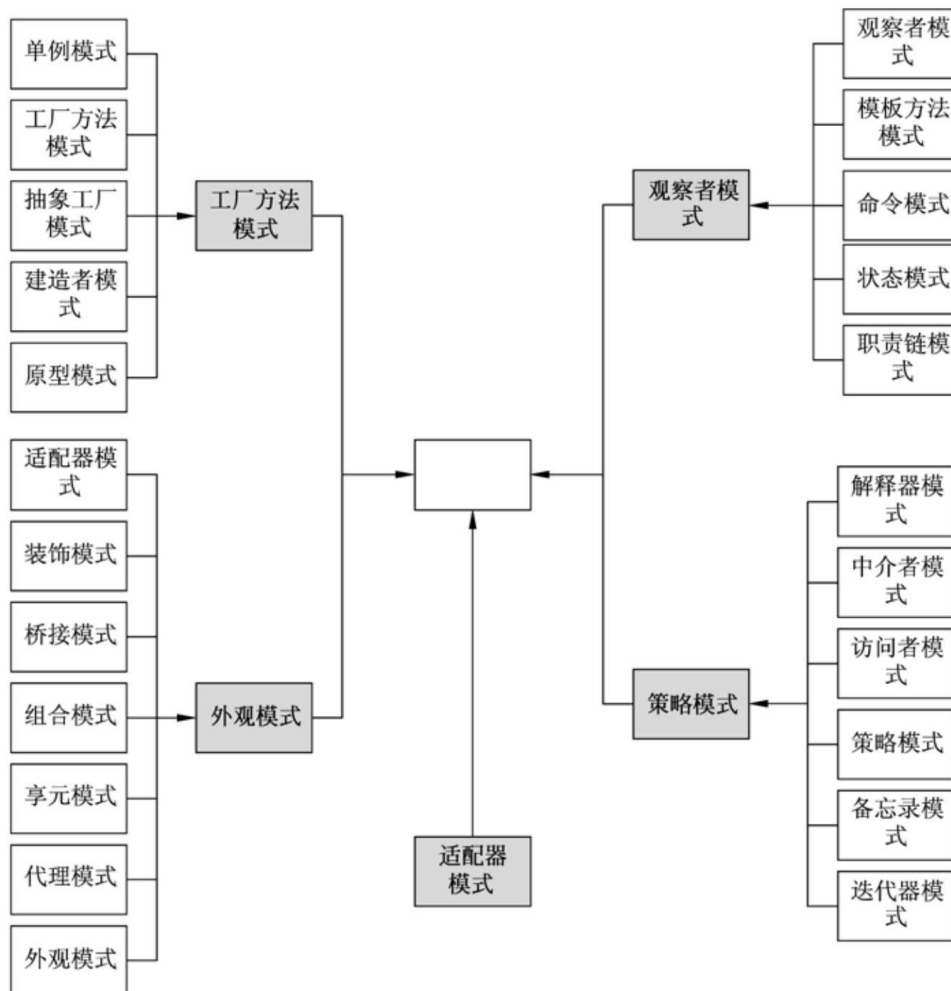 单例模式
工厂方法
模式
抽象工厂
模式
建造者模
式
原型模式
工厂方法
模式
适配器模
式
装饰模式
桥接模式
组合模式
享元模式
代理模式
外观模式
外观模式
适配器
模式
观察者模
式
策略模式
观察者模
式
模板方法
模式
命令模式
状态模式
职责链模
式
解释器模
式
中介者模
式
访问者模
式
策略模式
备忘录模
式
迭代器模
式